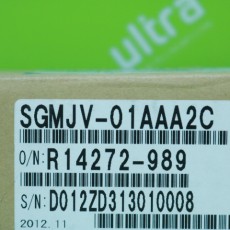 ultra
SGMJV-01AAA2C
O/N: R14272-989
S/N: D012ZD313010008
2012.11